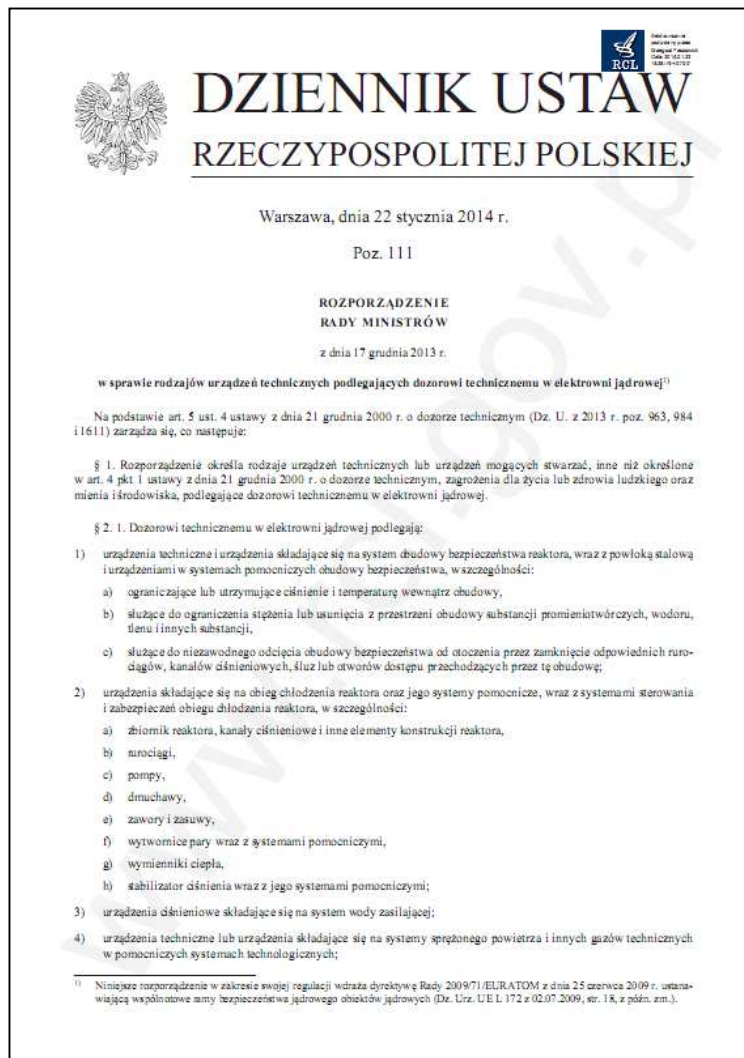 RCL
DZIENNIK USTAW
RZECZYPOSPOLITEJ POLSKIEJ
Warszawa, dnia 22 stycznia 2014 r.
Poz. 111
ROZPORZĄDZENIE
RADY MINISTRÓW
z dnia 17 grudnia 2013 r.
w sprawie rodzajów urządzeń technicznych podlegających dozorowi technicznemu w elektrowni jądrowej¹⁾
Na podstawie art. 5 ust. 4 ustawy z dnia 21 grudnia 2000 r. o dozorze technicznym (Dz. U. z 2013 r. poz. 963, 984
i 1611) zarządza się, co następuje:
§ 1. Rozporządzenie określa rodzaje urządzeń technicznych lub urządzeń mogących stwarzać, inne niż określone
w art. 4 pkt 1 ustawy z dnia 21 grudnia 2000 r. o dozorze technicznym, zagrożenia dla życia lub zdrowia ludzkiego oraz
mienia i środowiska, podlegające dozorowi technicznemu w elektrowni jądrowej.
§ 2. 1. Dozorowi technicznemu w elektrowni jądrowej podlegają:
1) urządzenia techniczne i urządzenia składające się na system obudowy bezpieczeństwa reaktora, wraz z powłoką stalową
i urządzeniami w systemach pomocniczych obudowy bezpieczeństwa, w szczególności:
a) ograniczające lub utrzymujące ciśnienie i temperaturę wewnątrz obudowy,
b) służące do ograniczenia stężenia lub usunięcia z przestrzeni obudowy substancji promieniotwórczych, wodoru,
tlenu i innych substancji,
c) służące do niezawodnego odcięcia obudowy bezpieczeństwa od otoczenia przez zamknięcie odpowiednich ruro-
ciągów, kanałów ciśnieniowych, śluz lub otworów dostępu przechodzących przez tę obudowę;
2) urządzenia składające się na obieg chłodzenia reaktora oraz jego systemy pomocnicze, wraz z systemami sterowania
i zabezpieczeń obiegu chłodzenia reaktora, w szczególności:
a) zbiornik reaktora, kanały ciśnieniowe i inne elementy konstrukcji reaktora,
b) rurociągi,
c) pompy,
d) dmuchawy,
e) zawory i zasuwy,
f) wytwornice pary wraz z systemami pomocniczymi,
g) wymienniki ciepła,
h) stabilizator ciśnienia wraz z jego systemami pomocniczymi;
3) urządzenia ciśnieniowe składające się na system wody zasilającej;
4) urządzenia techniczne lub urządzenia składające się na systemy sprężonego powietrza i innych gazów technicznych
w pomocniczych systemach technologicznych;
¹⁾ Niniejsze rozporządzenie w zakresie swojej regulacji wdraża dyrektywę Rady 2009/71/EURATOM z dnia 25 czerwca 2009 r. ustana-
wiającą wspólnotowe ramy bezpieczeństwa jądrowego obiektów jądrowych (Dz. Urz. UE L 172 z 02.07.2009, str. 18, z późn. zm.).
www.rcl.gov.pl